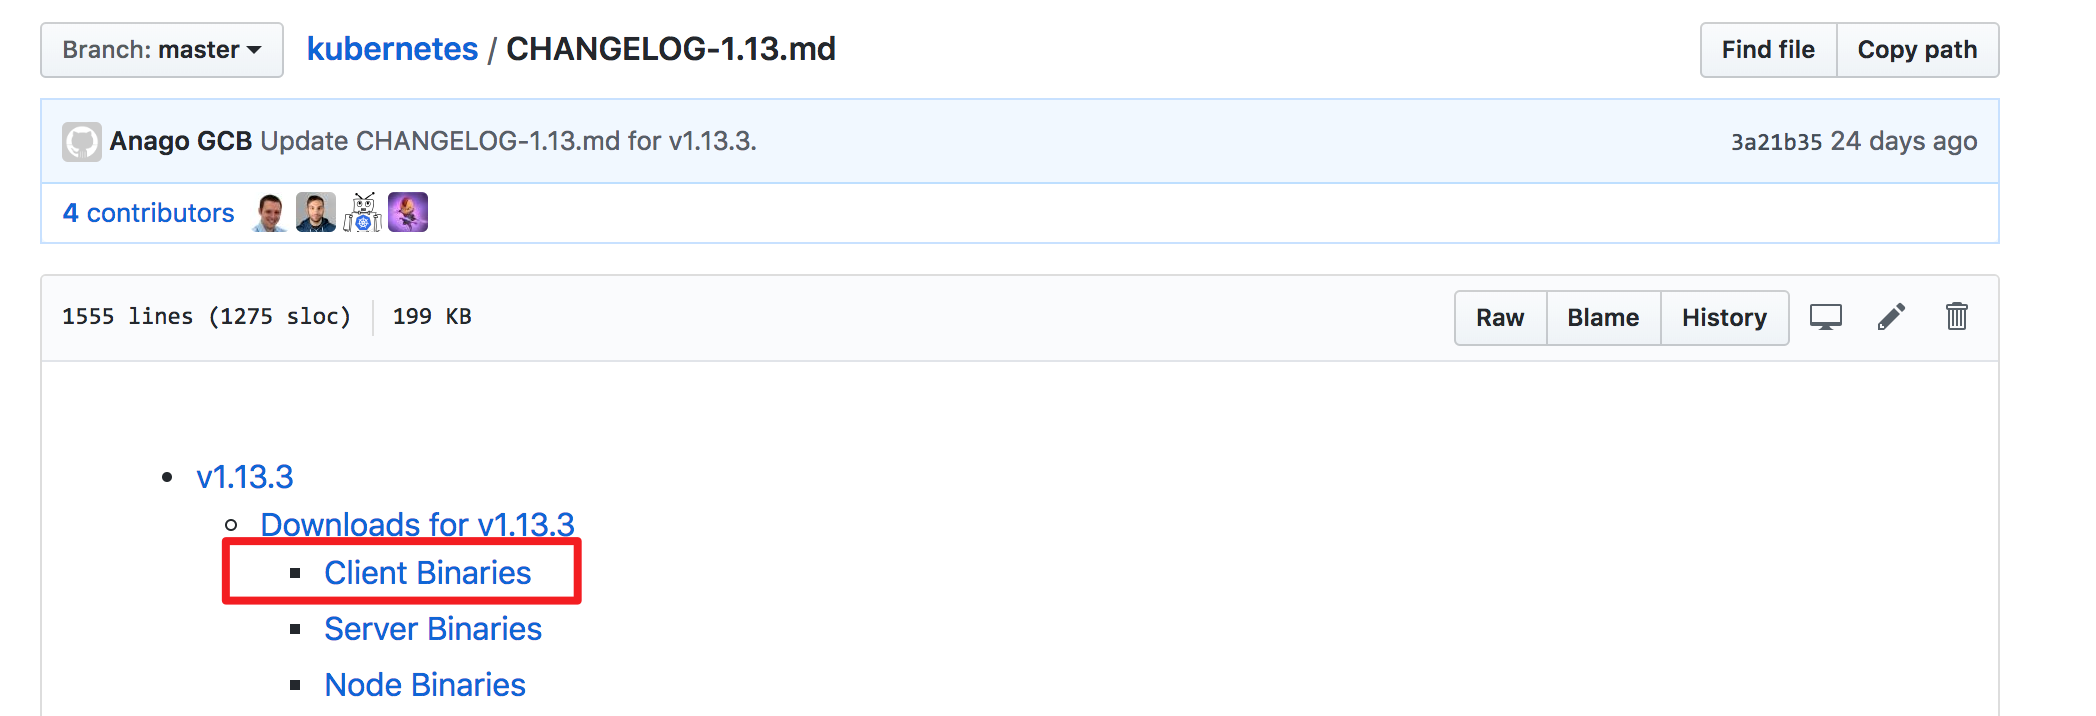 Branch: master kubernetes / CHANGELOG-1.13.md Find file Copy path
Anago GCB Update CHANGELOG-1.13.md for v1.13.3. 3a21b35 24 days ago
4 contributors
1555 lines (1275 sloc) 199 KB Raw Blame History
v1.13.3
Downloads for v1.13.3
Client Binaries
Server Binaries
Node Binaries